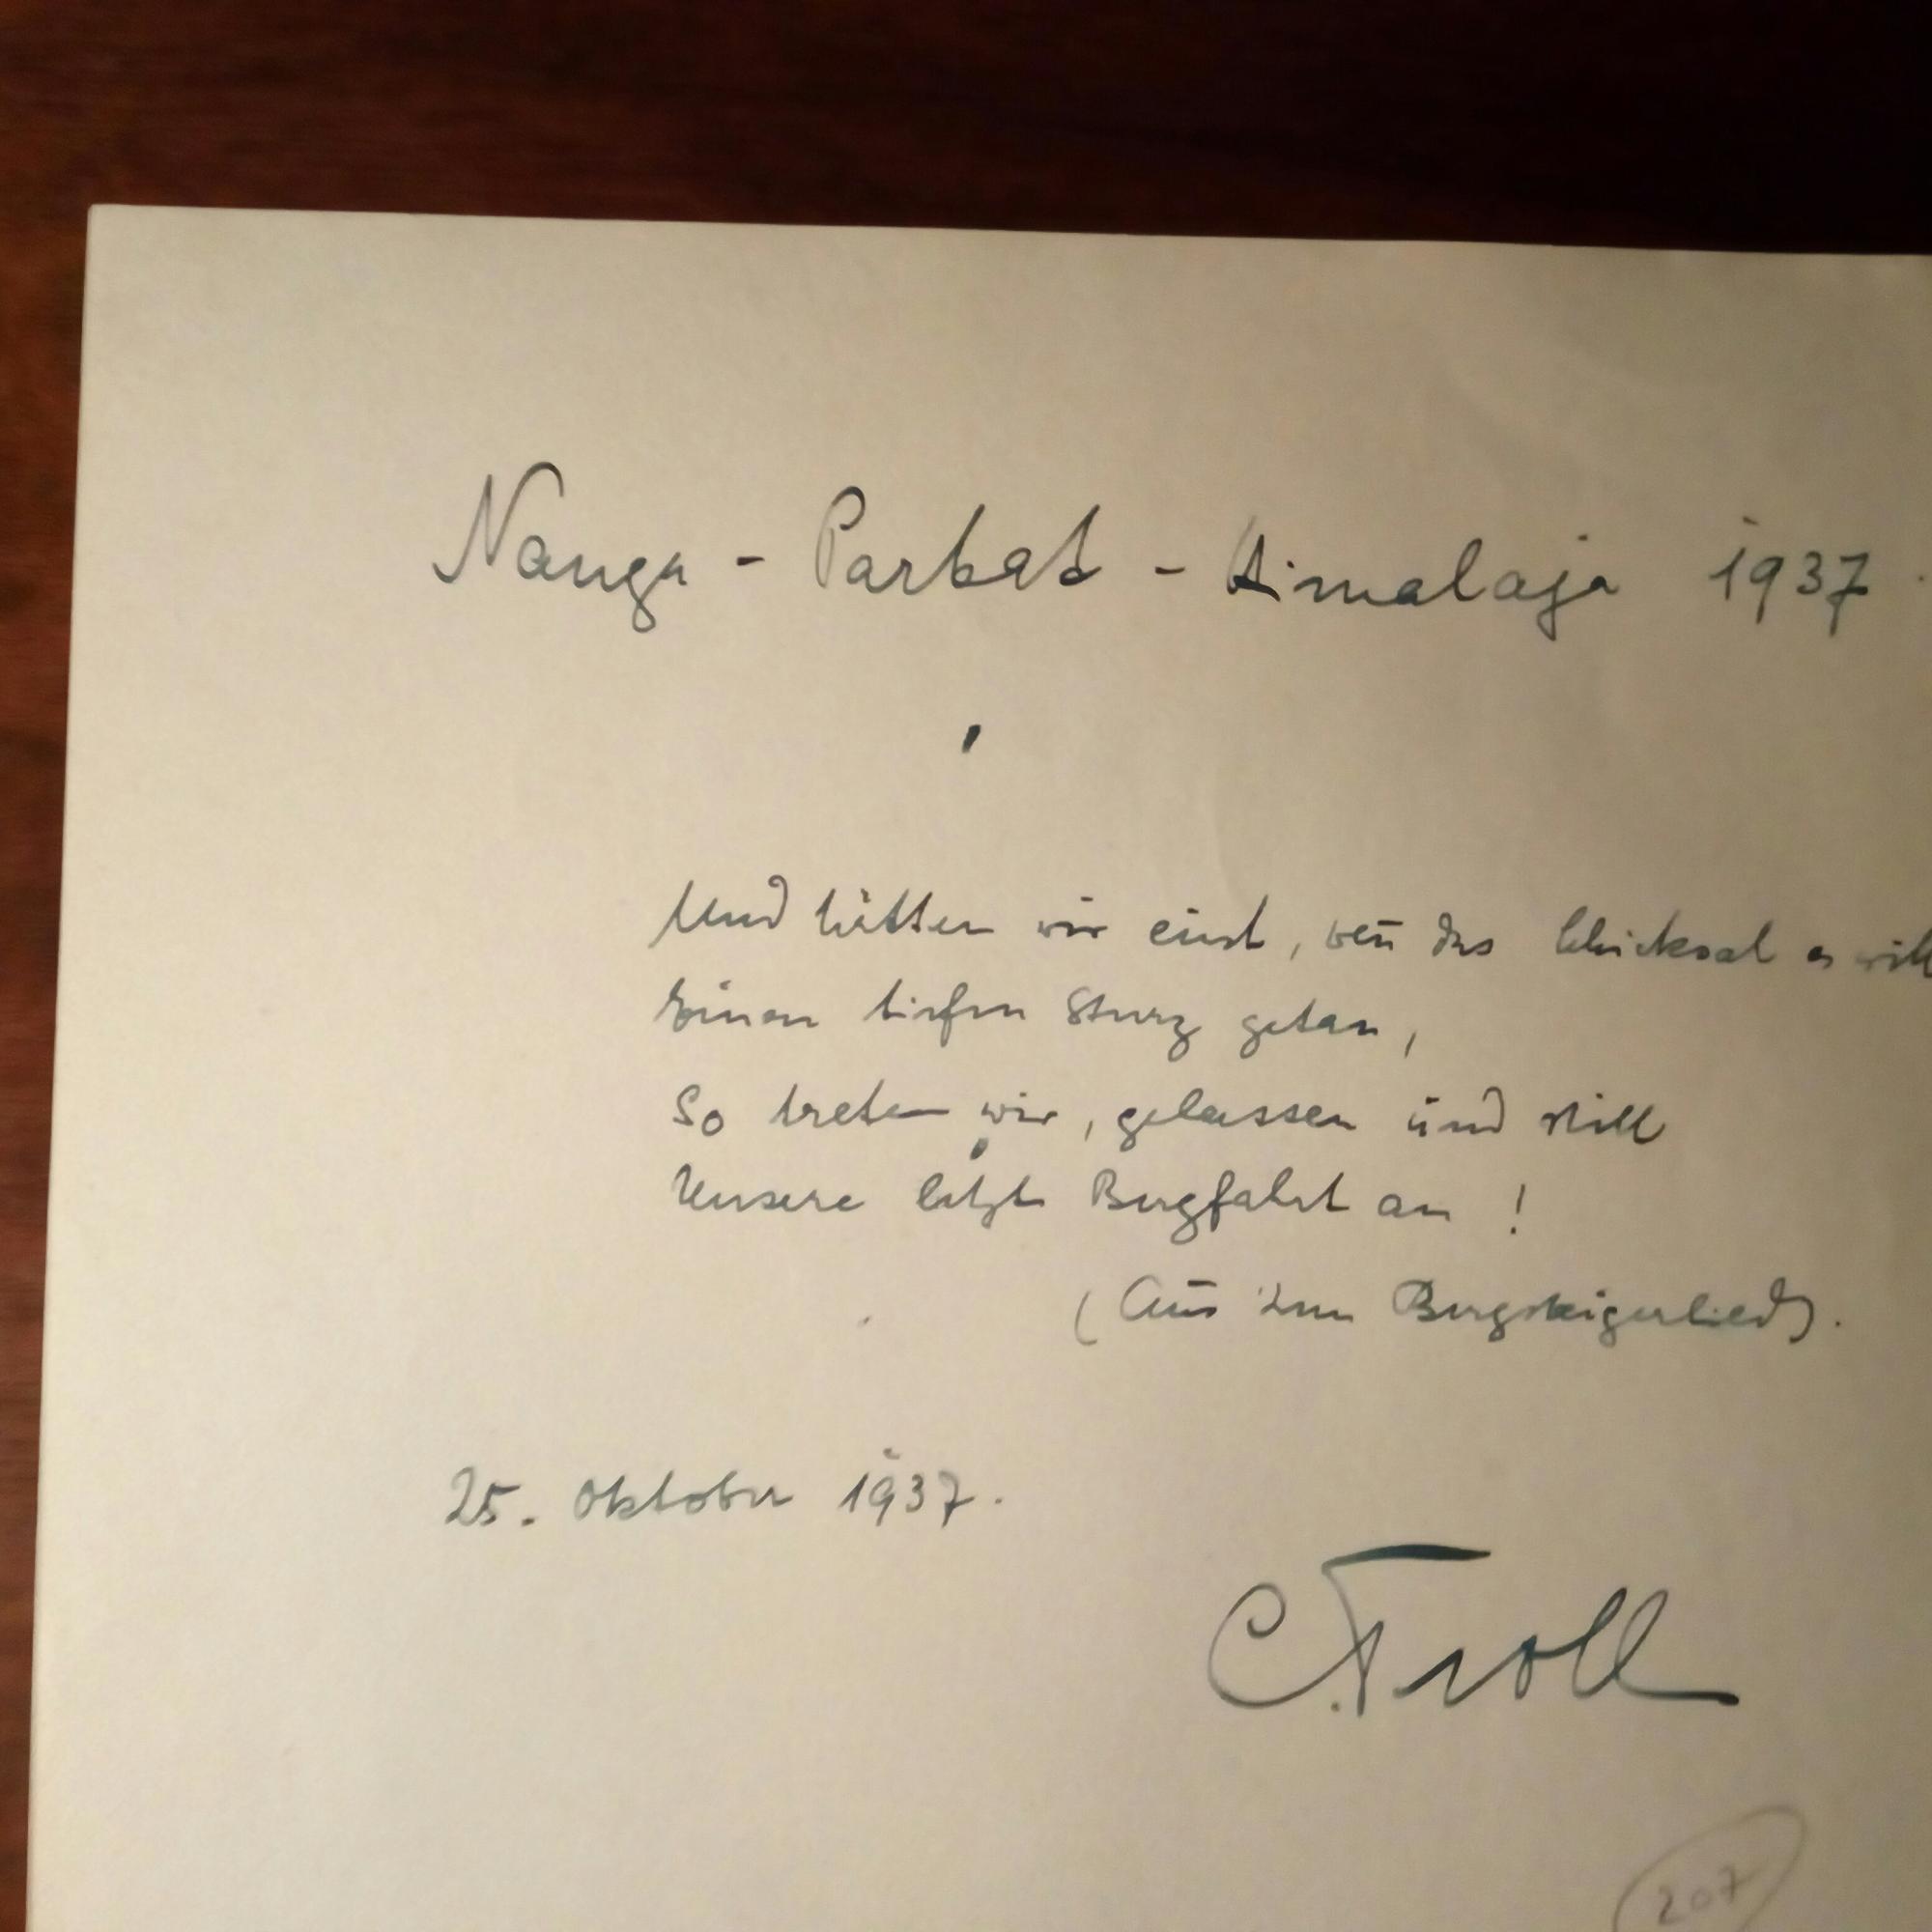 Nanga - Parbat - Himalaja 1937.
Und hätten wir einst, weñ das Schicksal es will
Einen tiefen Sturz getan,
So treten wir, gelassen und still
Unsere letzte Bergfahrt an !
(Aus dem Bergsteigerlied).
25. Oktober 1937.
C. Troll
207